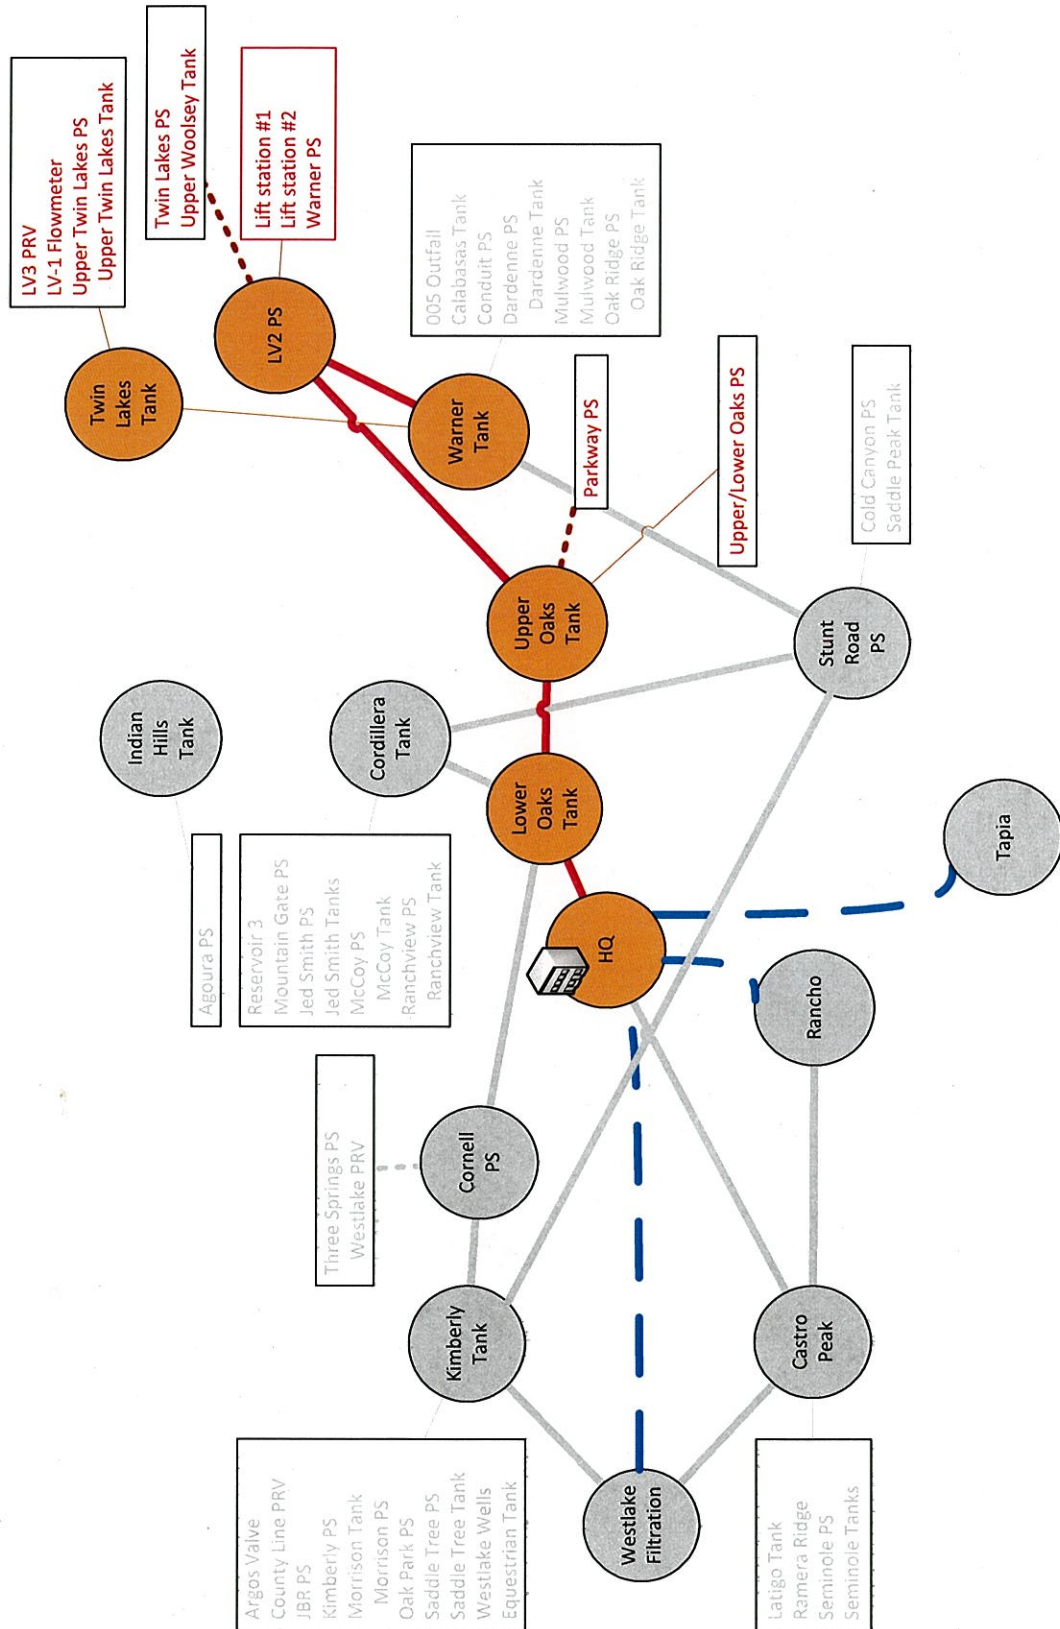 LV3 PRV
LV-1 Flowmeter
Upper Twin Lakes PS
Upper Twin Lakes Tank
Twin Lakes PS
Upper Woolsey Tank
Lift station #1
Lift station #2
Warner PS
Twin
Lakes
Tank
LV2 PS
Warner
Tank
005 Outfall
Calabasas Tank
Conduit PS
Dardenne PS
Dardenne Tank
Mulwood PS
Mulwood Tank
Oak Ridge PS
Oak Ridge Tank
Parkway PS
Upper/Lower Oaks PS
Cold Canyon PS
Saddle Peak Tank
Indian
Hills
Tank
Cordillera
Tank
Upper
Oaks
Tank
Lower
Oaks
Tank
Stunt
Road
PS
Agoura PS
Reservoir 3
Mountain Gate PS
Jed Smith PS
Jed Smith Tanks
McCoy PS
McCoy Tank
Ranchview PS
Ranchview Tank
HQ
Tapia
Rancho
Three Springs PS
Westlake PRV
Cornell
PS
Kimberly
Tank
Castro
Peak
Westlake
Filtration
Argos Valve
County Line PRV
JBR PS
Kimberly PS
Morrison Tank
Morrison PS
Oak Park PS
Saddle Tree PS
Saddle Tree Tank
Westlake Wells
Equestrian Tank
Latigo Tank
Ramera Ridge
Seminole PS
Seminole Tanks